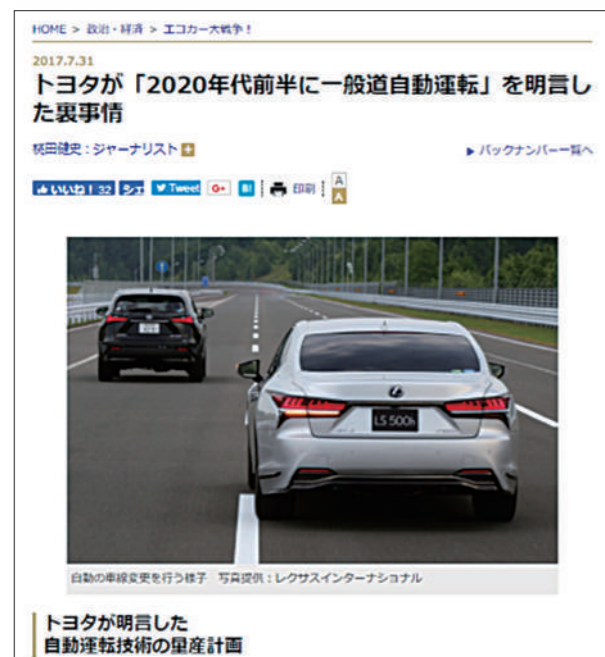 HOME > 政治・経済 > エコカー大戦争！
2017.7.31
トヨタが「2020年代前半に一般道自動運転」を明言し
た裏事情
桃田健史：ジャーナリスト
▶ バックナンバー一覧へ
いいね！ 32 シェ Tweet G+ B! 印刷 A
A
LS 500h
自動の車線変更を行う様子 写真提供：レクサスインターナショナル
トヨタが明言した
自動運転技術の量産計画